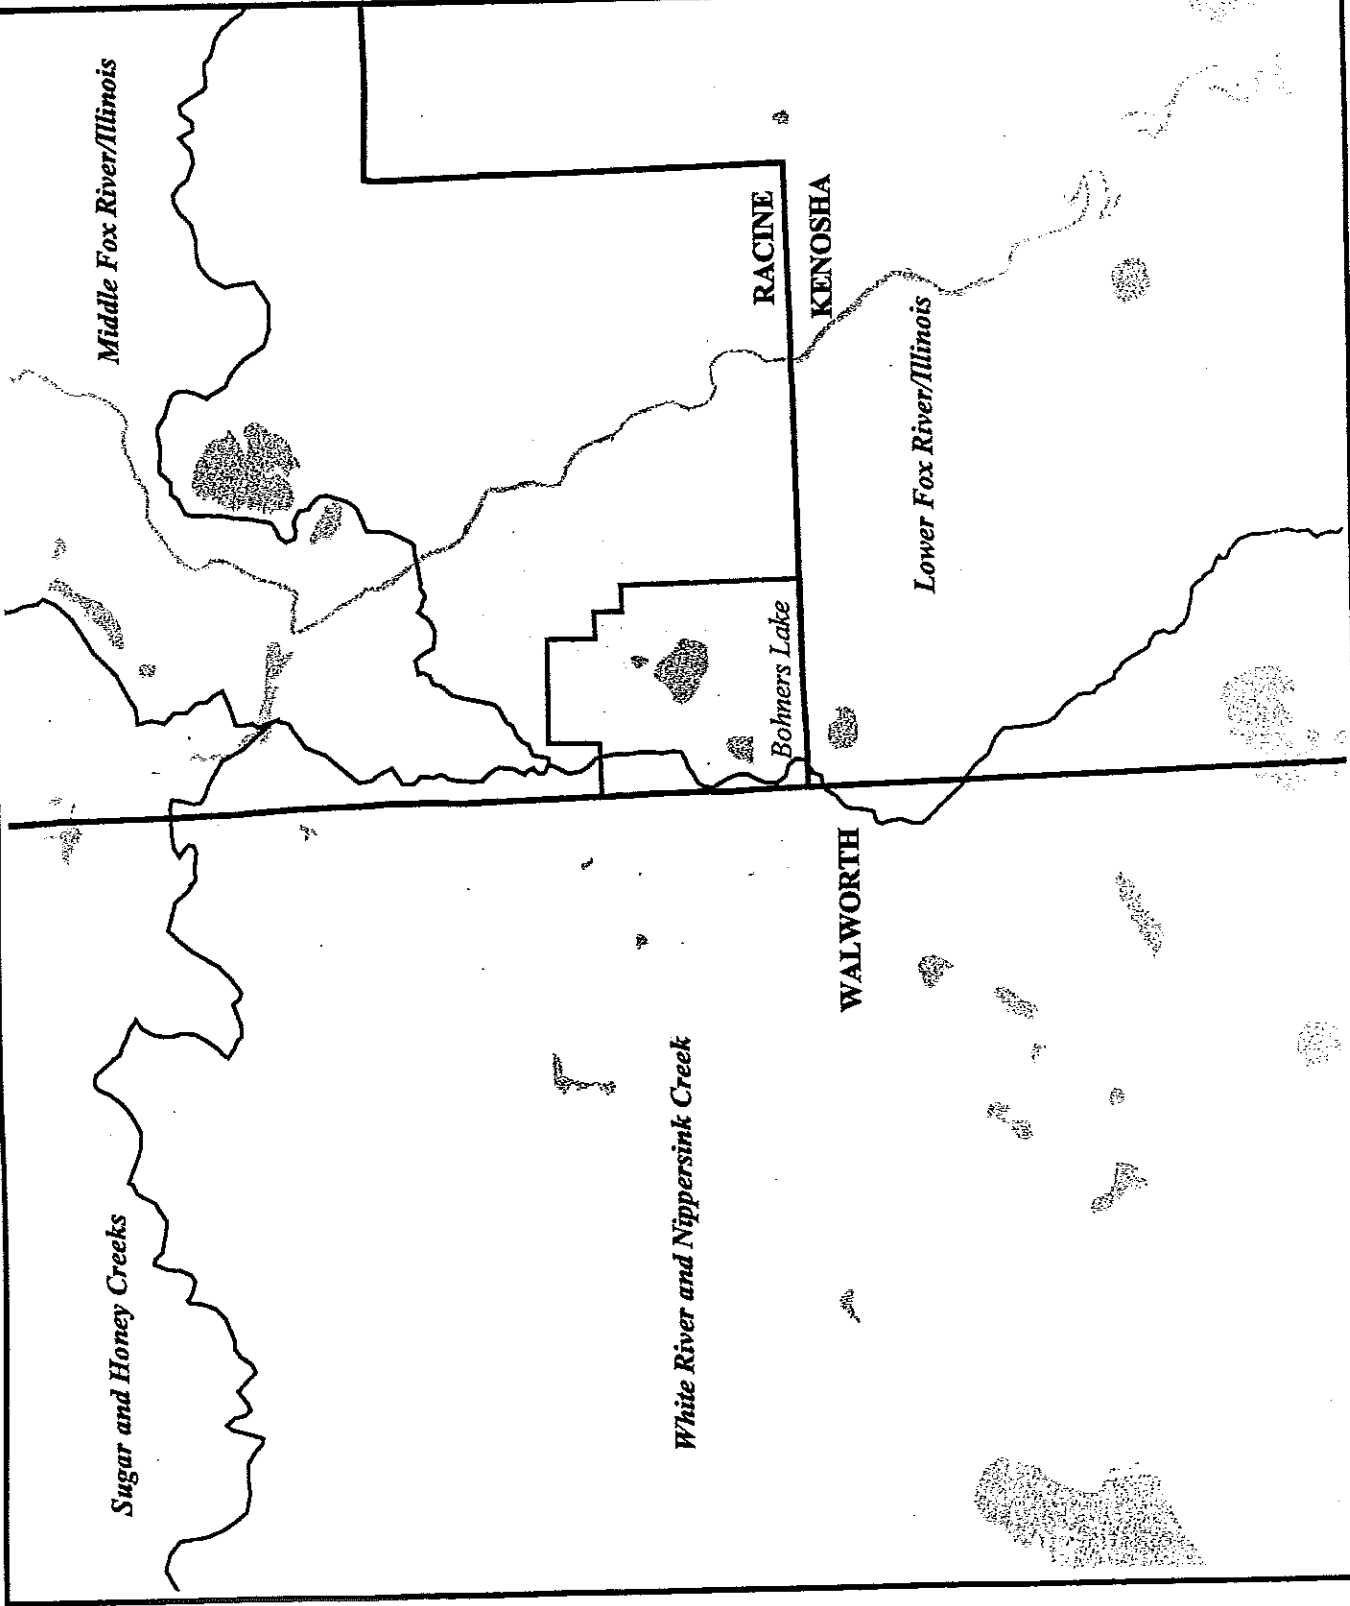 Sugar and Honey Creeks
Middle Fox River/Illinois
White River and Nippersink Creek
RACINE
Bohners Lake
KENOSHA
WALWORTH
Lower Fox River/Illinois